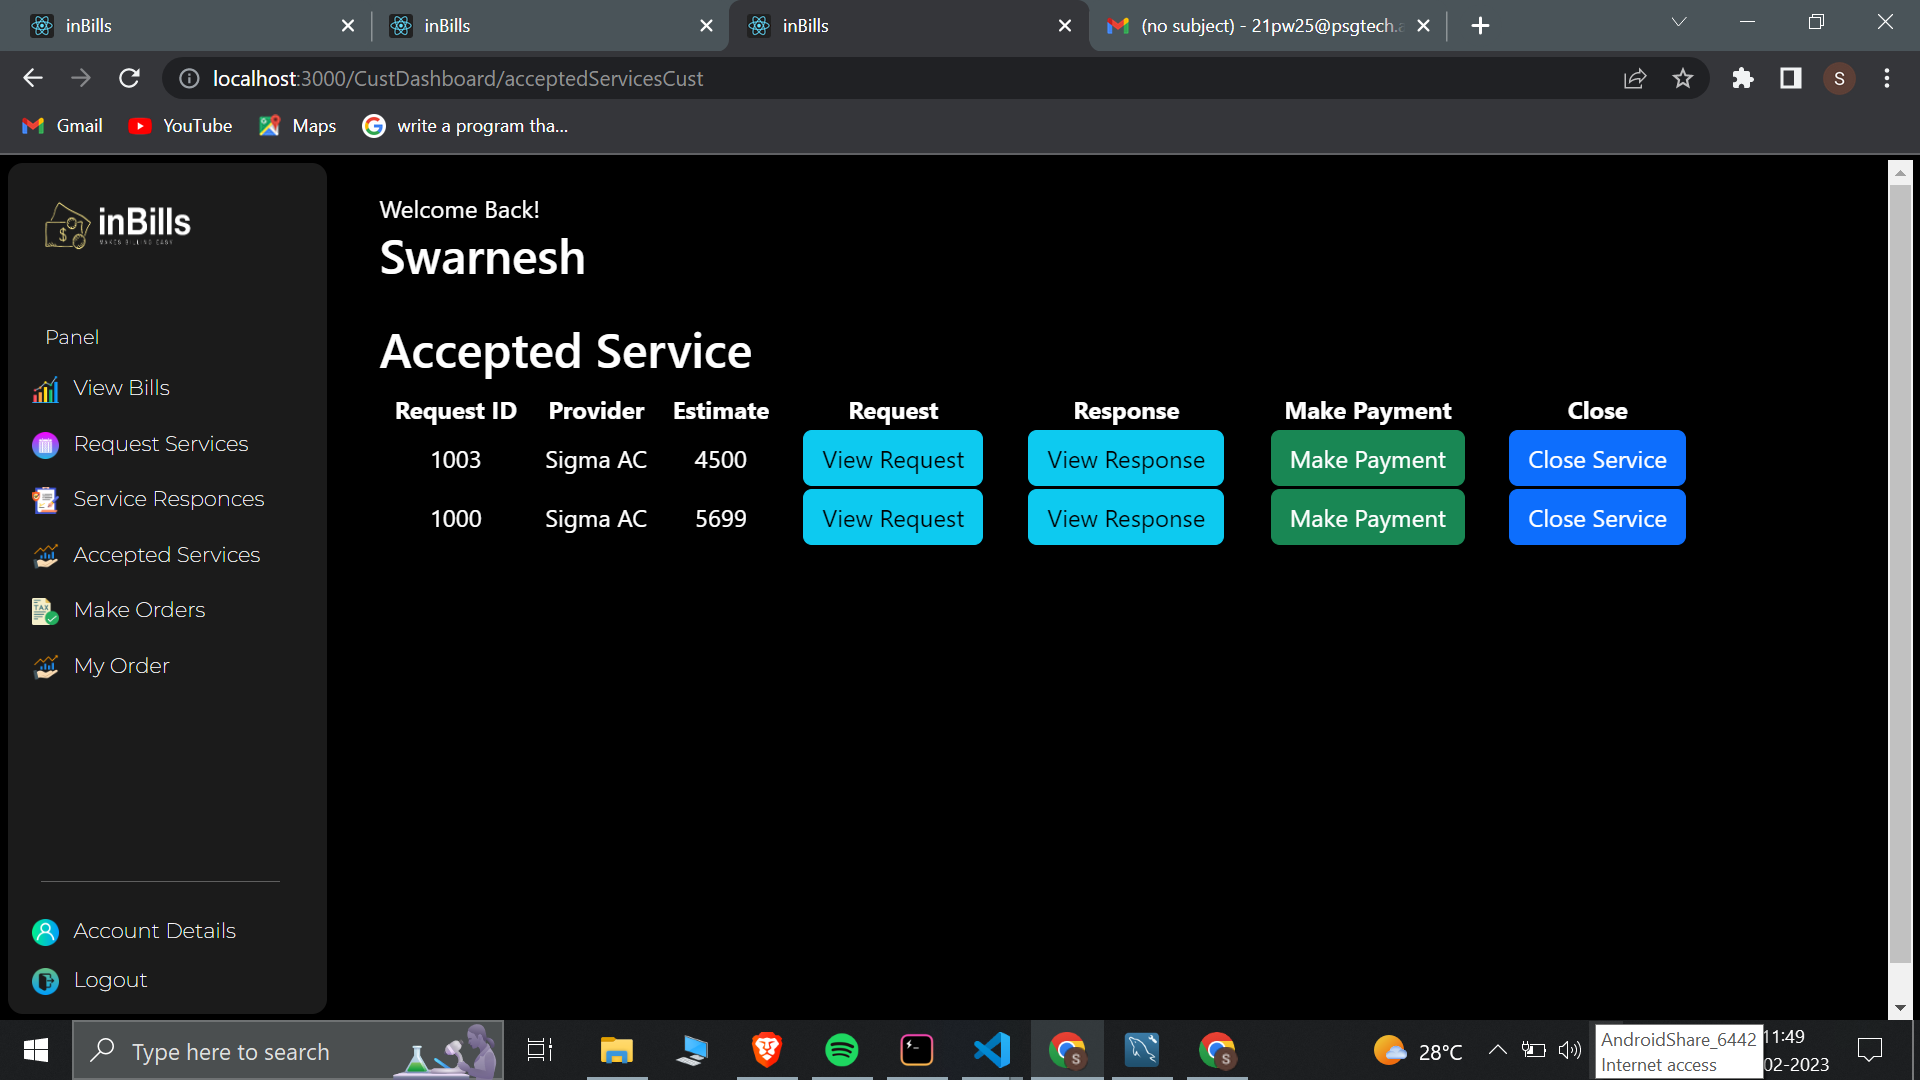 inBills
inBills
inBills
(no subject) - 21pw25@psgtech.a
localhost:3000/CustDashboard/acceptedServicesCust
S
Gmail
YouTube
Maps
write a program tha...
inBills
MAKES BILLING EASY
Welcome Back!
Swarnesh
Panel
View Bills
Request Services
Service Responces
Accepted Services
Make Orders
My Order
Account Details
Logout
Accepted Service
Request ID Provider Estimate Request Response Make Payment Close
1003 Sigma AC 4500 View Request View Response Make Payment Close Service
1000 Sigma AC 5699 View Request View Response Make Payment Close Service
Type here to search
28°C
AndroidShare_6442
Internet access
11:49
02-2023